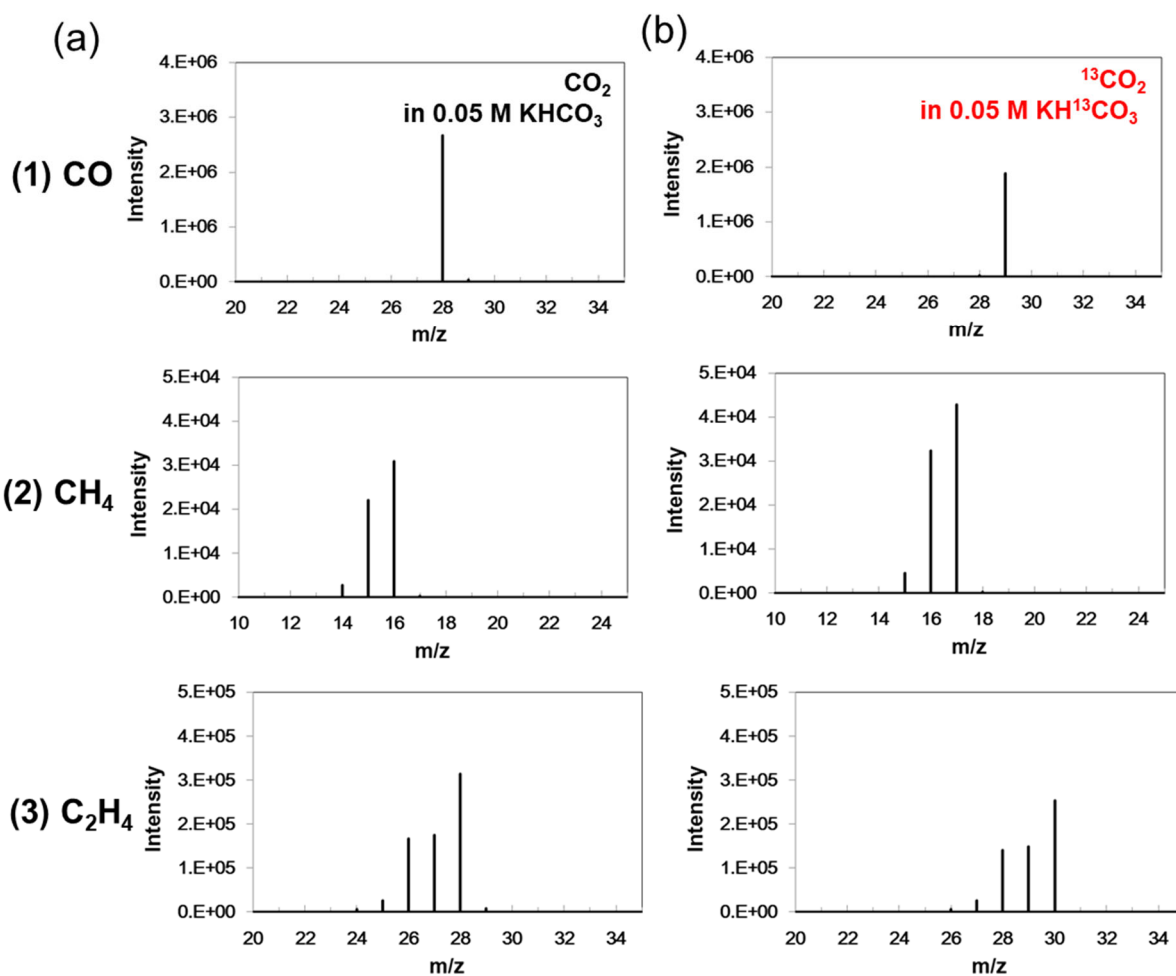 (a)
(b)
(1) CO
Intensity
4.E+06
3.E+06
2.E+06
1.E+06
0.E+00
CO₂
in 0.05 M KHCO₃
20 22 24 26 28 30 32 34
m/z
Intensity
4.E+06
3.E+06
2.E+06
1.E+06
0.E+00
¹³CO₂
in 0.05 M KH¹³CO₃
20 22 24 26 28 30 32 34
m/z
(2) CH₄
Intensity
5.E+04
4.E+04
3.E+04
2.E+04
1.E+04
0.E+00
10 12 14 16 18 20 22 24
m/z
Intensity
5.E+04
4.E+04
3.E+04
2.E+04
1.E+04
0.E+00
10 12 14 16 18 20 22 24
m/z
(3) C₂H₄
Intensity
5.E+05
4.E+05
3.E+05
2.E+05
1.E+05
0.E+00
20 22 24 26 28 30 32 34
m/z
Intensity
5.E+05
4.E+05
3.E+05
2.E+05
1.E+05
0.E+00
20 22 24 26 28 30 32 34
m/z